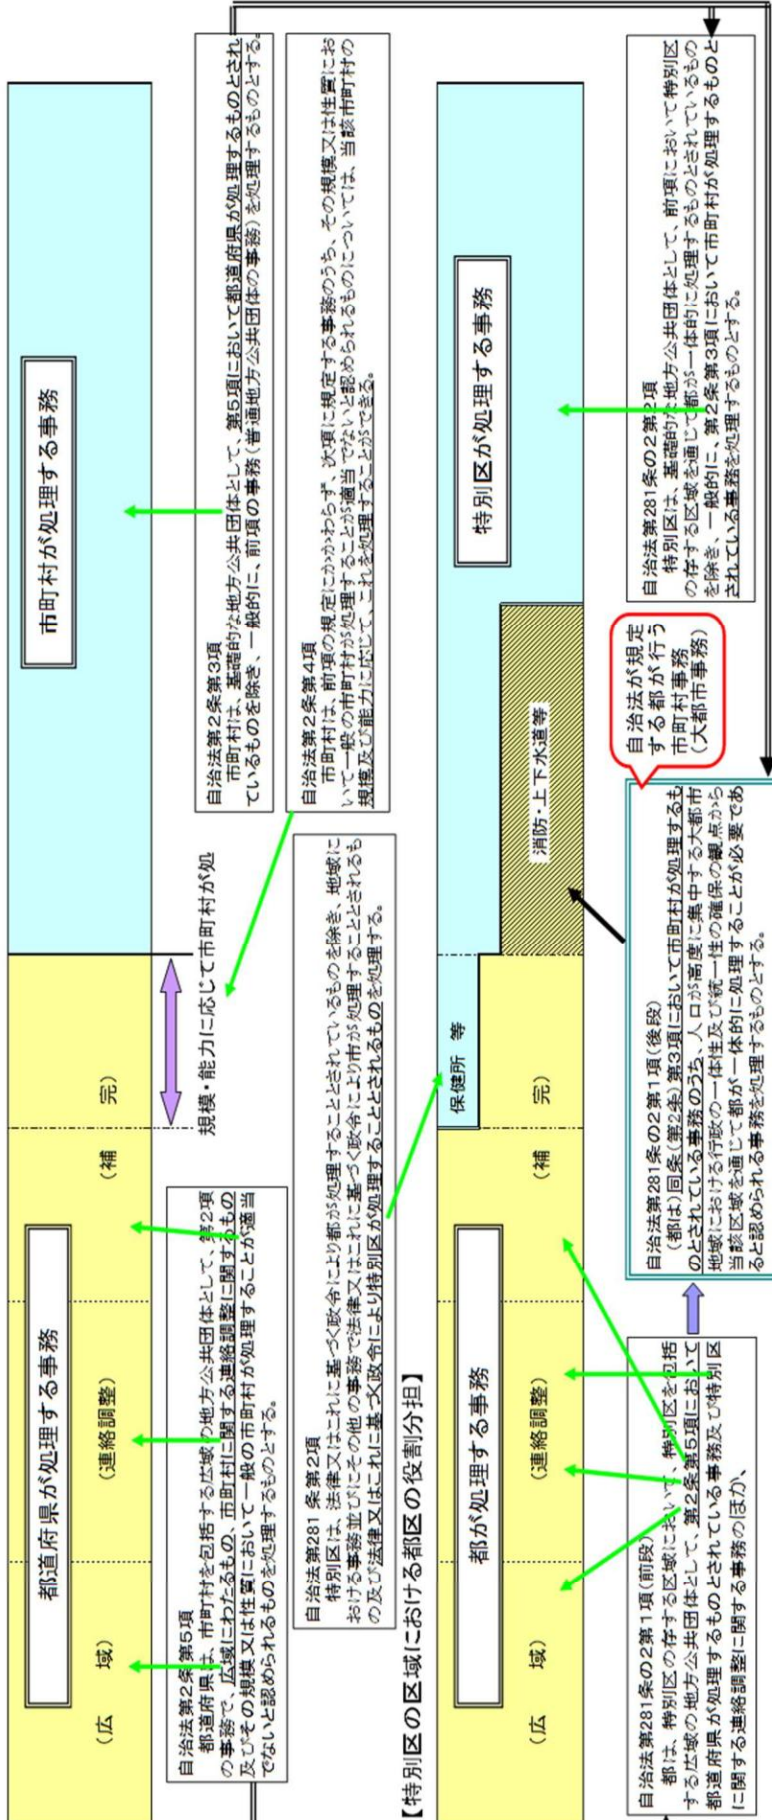 都道府県が処理する事務
市町村が処理する事務
（広　　域）
（連絡調整）
（補　　完）
自治法第2条第5項
都道府県は、市町村を包括する広域の地方公共団体として、第2項
の事務で、広域にわたるもの、市町村に関する連絡調整に関するもの
及びその規模又は性質において一般の市町村が処理することが適当
でないと認められるものを処理するものとする。
規模・能力に応じて市町村が処
自治法第2条第3項
市町村は、基礎的な地方公共団体として、第5項において都道府県が処理するものとされ
ているものを除き、一般的に、前項の事務（普通地方公共団体の事務）を処理するものとする。
自治法第2条第4項
市町村は、前項の規定にかかわらず、次項に規定する事務のうち、その規模又は性質にお
いて一般の市町村が処理することが適当でないと認められるものについては、当該市町村の
規模及び能力に応じて、これを処理することができる。
自治法第281条第2項
特別区は、法律又はこれに基づく政令により都が処理することとされているものを除き、地域に
おける事務並びにその他の事務で法律又はこれに基づく政令により市が処理することとされるも
の及び法律又はこれに基づく政令により特別区が処理することとされるものを処理する。
【特別区の区域における都区の役割分担】
都が処理する事務
特別区が処理する事務
（広　　域）
（連絡調整）
（補　　完）
保健所　等
消防・上下水道等
自治法第281条の2第1項（前段）
都は、特別区の存する区域において、特別区を包括
する広域の地方公共団体として、第2条第5項において
都道府県が処理するものとされている事務及び特別区
に関する連絡調整に関する事務のほか、
自治法第281条の2第1項（後段）
（都は）同条（第2条）第3項において市町村が処理するも
のとされている事務のうち、人口が高度に集中する大都市
地域における行政の一体性及び統一性の確保の観点から
当該区域を通じて都が一体的に処理することが必要であ
ると認められる事務を処理するものとする。
自治法が規定
する都が行う
市町村事務
（大都市事務）
自治法第281条の2第2項
特別区は、基礎的な地方公共団体として、前項において特別区
の存する区域を通じて都が一体的に処理するものとされているもの
を除き、一般的に、第2条第3項において市町村が処理するものと
されている事務を処理するものとする。